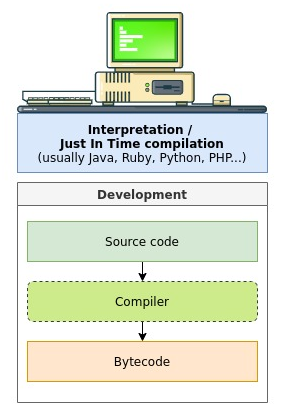 Interpretation /
Just In Time compilation
(usually Java, Ruby, Python, PHP...)
Development
Source code
Compiler
Bytecode